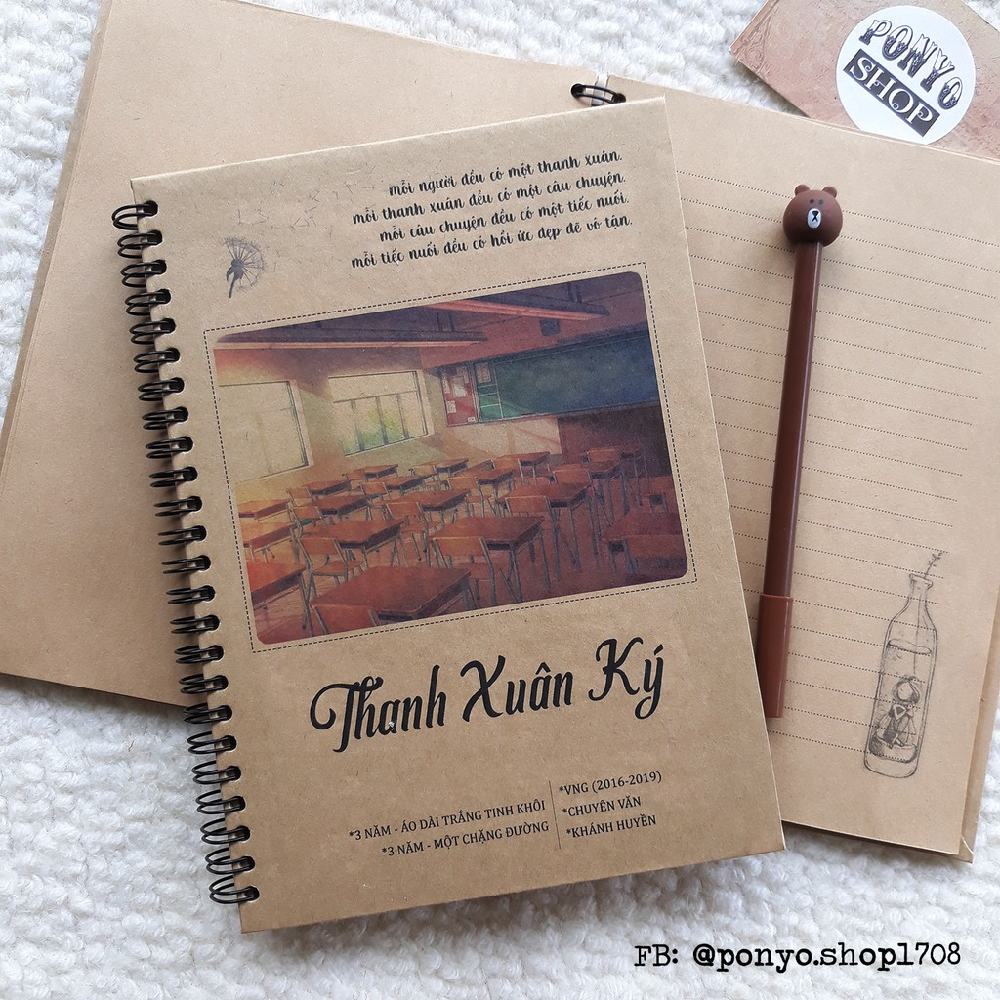 PONYO
SHOP
mỗi người đều có một thanh xuân.
mỗi thanh xuân đều có một câu chuyện.
mỗi câu chuyện đều có một tiếc nuối.
mỗi tiếc nuối đều có hồi ức đẹp đẽ vô tận.
Thanh Xuân Ký
*3 NĂM - ÁO DÀI TRẮNG TINH KHÔI
*3 NĂM - MỘT CHẶNG ĐƯỜNG
*VNG (2016-2019)
*CHUYÊN VĂN
*KHÁNH HUYỀN
FB: @ponyo.shop1708